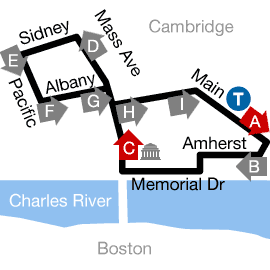 Cambridge
Sidney
Mass Ave
D
E
Pacific
Albany
Main
F
G
H
I
T
A
C
Amherst
B
Memorial Dr
Charles River
Boston